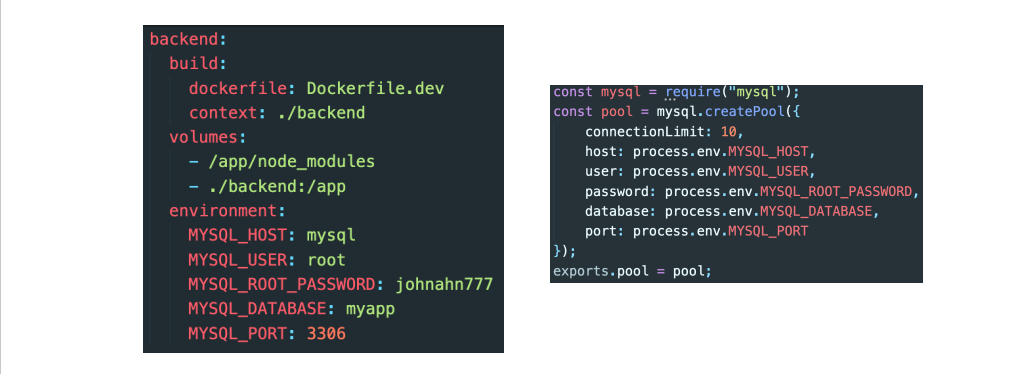 backend:
build:
dockerfile: Dockerfile.dev
context: ./backend
volumes:
- /app/node_modules
- ./backend:/app
environment:
MYSQL_HOST: mysql
MYSQL_USER: root
MYSQL_ROOT_PASSWORD: johnahn777
MYSQL_DATABASE: myapp
MYSQL_PORT: 3306
const mysql = require("mysql");
const pool = mysql.createPool({
connectionLimit: 10,
host: process.env.MYSQL_HOST,
user: process.env.MYSQL_USER,
password: process.env.MYSQL_ROOT_PASSWORD,
database: process.env.MYSQL_DATABASE,
port: process.env.MYSQL_PORT
});
exports.pool = pool;